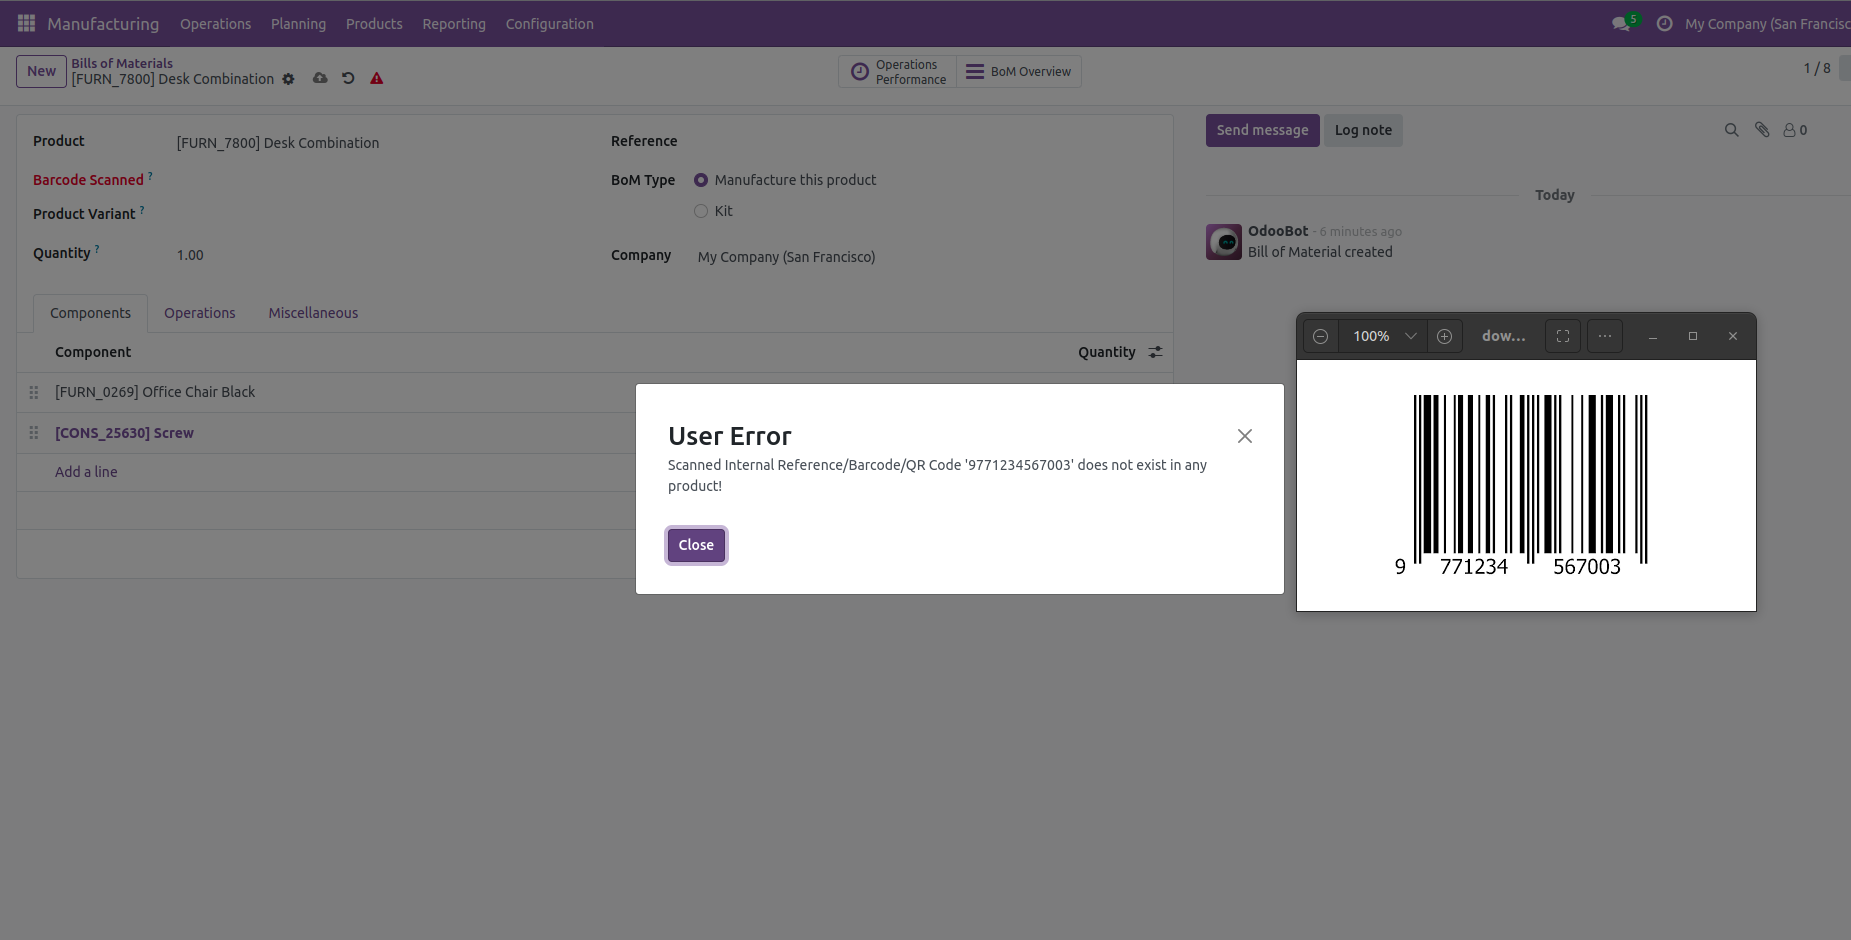 Manufacturing Operations Planning Products Reporting Configuration 5 My Company (San Francisc
New Bills of Materials
[FURN_7800] Desk Combination
Operations
Performance
BoM Overview
1 / 8
Product [FURN_7800] Desk Combination
Reference
Barcode Scanned ?
BoM Type Manufacture this product
Kit
Product Variant ?
Quantity ? 1.00
Company My Company (San Francisco)
Send message Log note 0
Today
OdooBot - 6 minutes ago
Bill of Material created
Components Operations Miscellaneous
Component Quantity
[FURN_0269] Office Chair Black
[CONS_25630] Screw
Add a line
User Error
Scanned Internal Reference/Barcode/QR Code '9771234567003' does not exist in any
product!
Close
100% dow...
9 771234 567003